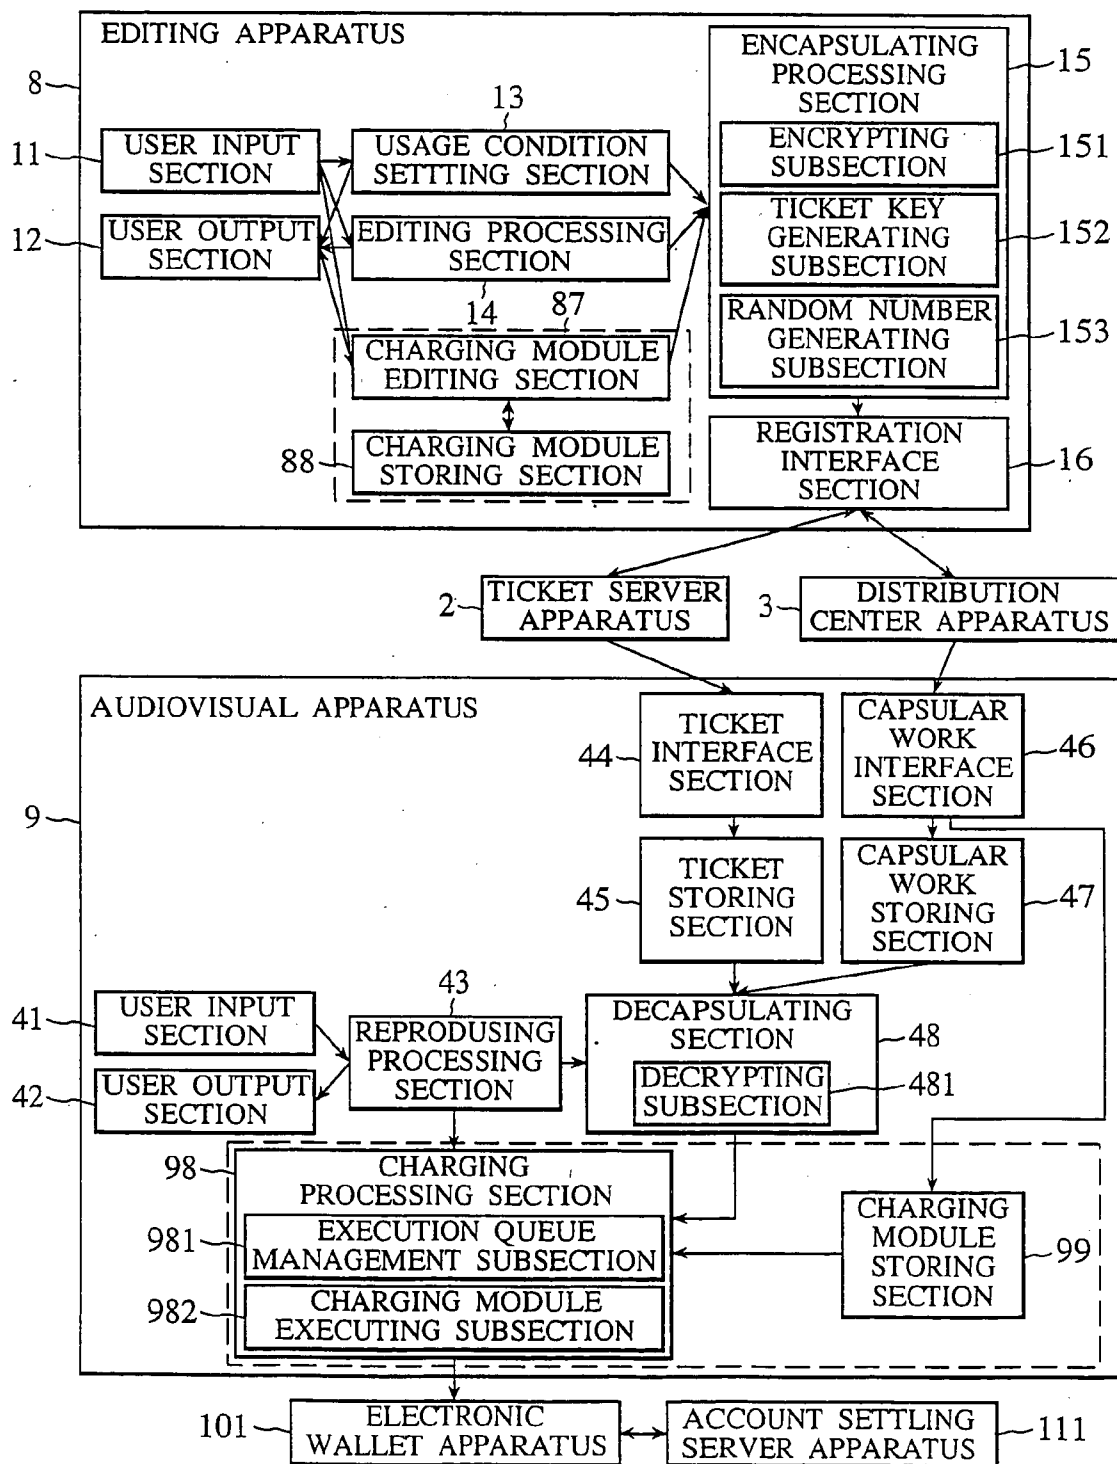 EDITING APPARATUS
8
11
USER INPUT
SECTION
12
USER OUTPUT
SECTION
13
USAGE CONDITION
SETTTING SECTION
EDITING PROCESSING
SECTION
14
87
CHARGING MODULE
EDITING SECTION
88
CHARGING MODULE
STORING SECTION
ENCAPSULATING
PROCESSING
SECTION
15
ENCRYPTING
SUBSECTION
151
TICKET KEY
GENERATING
SUBSECTION
152
RANDOM NUMBER
GENERATING
SUBSECTION
153
REGISTRATION
INTERFACE
SECTION
16
2
TICKET SERVER
APPARATUS
3
DISTRIBUTION
CENTER APPARATUS
AUDIOVISUAL APPARATUS
9
44
TICKET
INTERFACE
SECTION
CAPSULAR
WORK
INTERFACE
SECTION
46
45
TICKET
STORING
SECTION
CAPSULAR
WORK
STORING
SECTION
47
41
USER INPUT
SECTION
42
USER OUTPUT
SECTION
43
REPRODUSING
PROCESSING
SECTION
DECAPSULATING
SECTION
48
DECRYPTING
SUBSECTION
481
98
CHARGING
PROCESSING SECTION
981
EXECUTION QUEUE
MANAGEMENT SUBSECTION
982
CHARGING MODULE
EXECUTING SUBSECTION
CHARGING
MODULE
STORING
SECTION
99
101
ELECTRONIC
WALLET APPARATUS
ACCOUNT SETTLING
SERVER APPARATUS
111